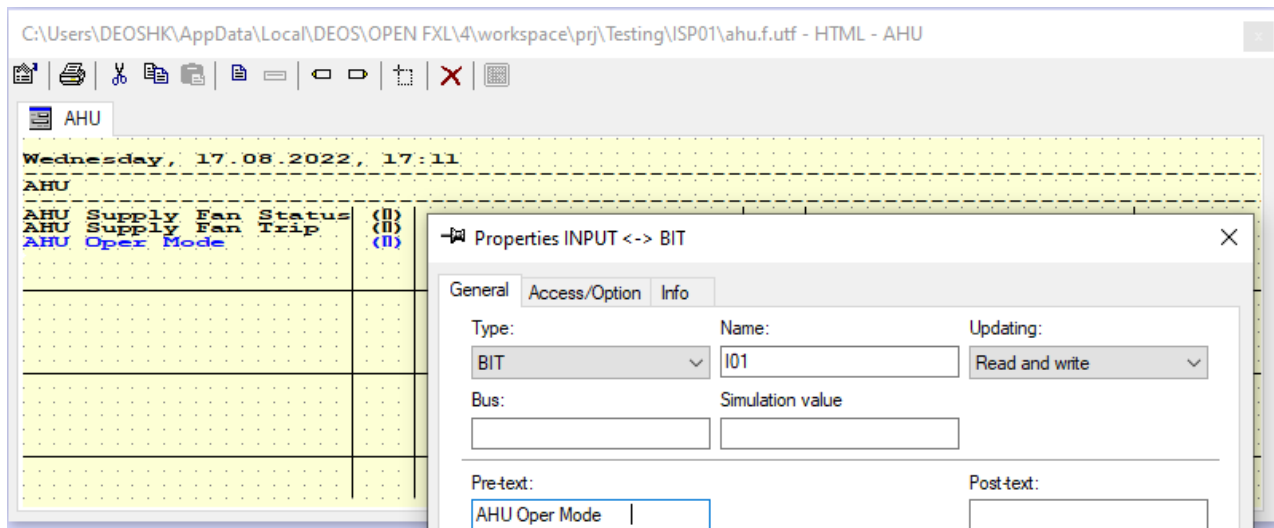 C:\Users\DEOSHK\AppData\Local\DEOS\OPEN FXL\4\workspace\prj\Testing\ISP01\ahu.f.utf - HTML - AHU
AHU
Wednesday, 17.08.2022, 17:11
AHU
AHU Supply Fan Status (0)
AHU Supply Fan Trip (0)
AHU Oper Mode (0)
Properties INPUT <-> BIT
General Access/Option Info
Type: Name: Updating:
BIT I01 Read and write
Bus: Simulation value
Pre-text: Post-text:
AHU Oper Mode